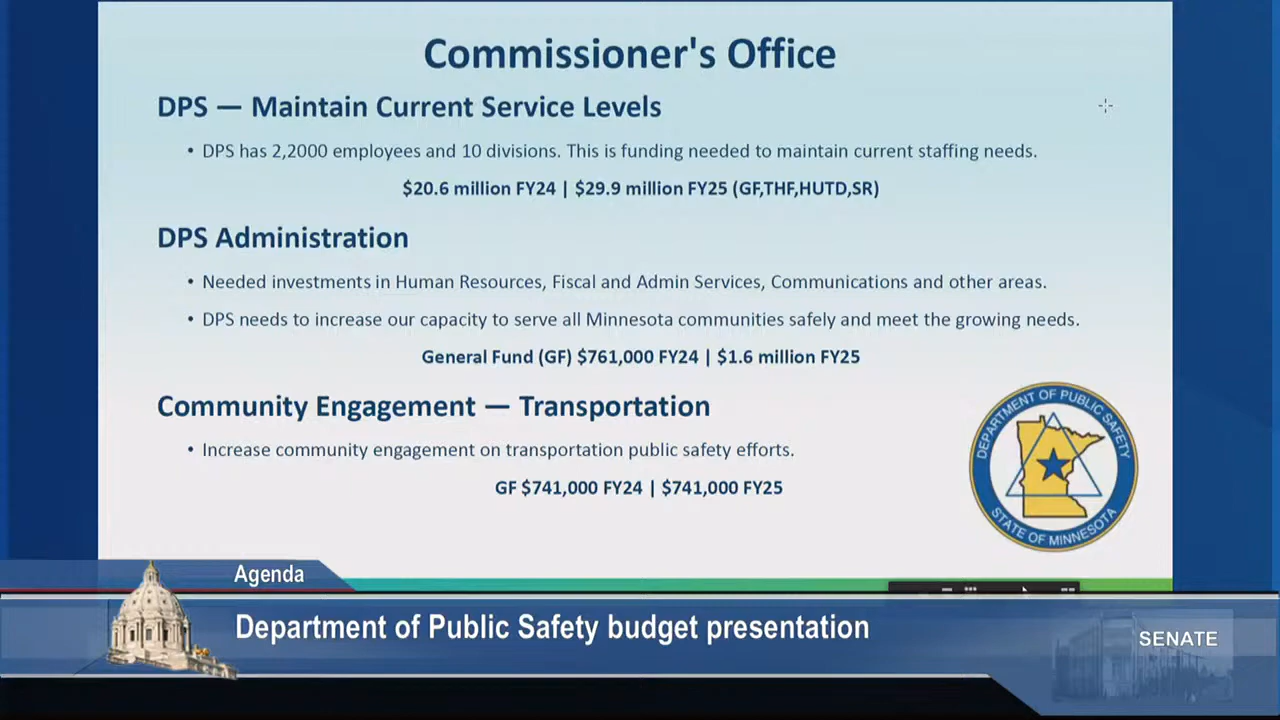 Commissioner's Office
DPS — Maintain Current Service Levels
• DPS has 2,2000 employees and 10 divisions. This is funding needed to maintain current staffing needs.
$20.6 million FY24 | $29.9 million FY25 (GF,THF,HUTD,SR)
DPS Administration
• Needed investments in Human Resources, Fiscal and Admin Services, Communications and other areas.
• DPS needs to increase our capacity to serve all Minnesota communities safely and meet the growing needs.
General Fund (GF) $761,000 FY24 | $1.6 million FY25
Community Engagement — Transportation
• Increase community engagement on transportation public safety efforts.
GF $741,000 FY24 | $741,000 FY25
DEPARTMENT OF PUBLIC SAFETY
STATE OF MINNESOTA
Agenda
Department of Public Safety budget presentation
SENATE